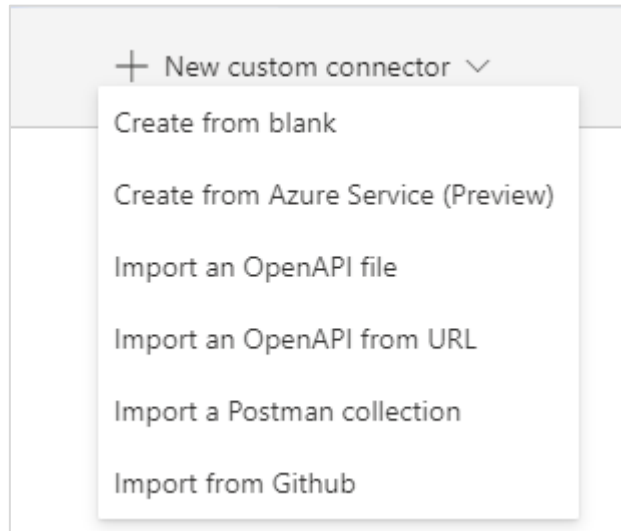 New custom connector
Create from blank
Create from Azure Service (Preview)
Import an OpenAPI file
Import an OpenAPI from URL
Import a Postman collection
Import from Github